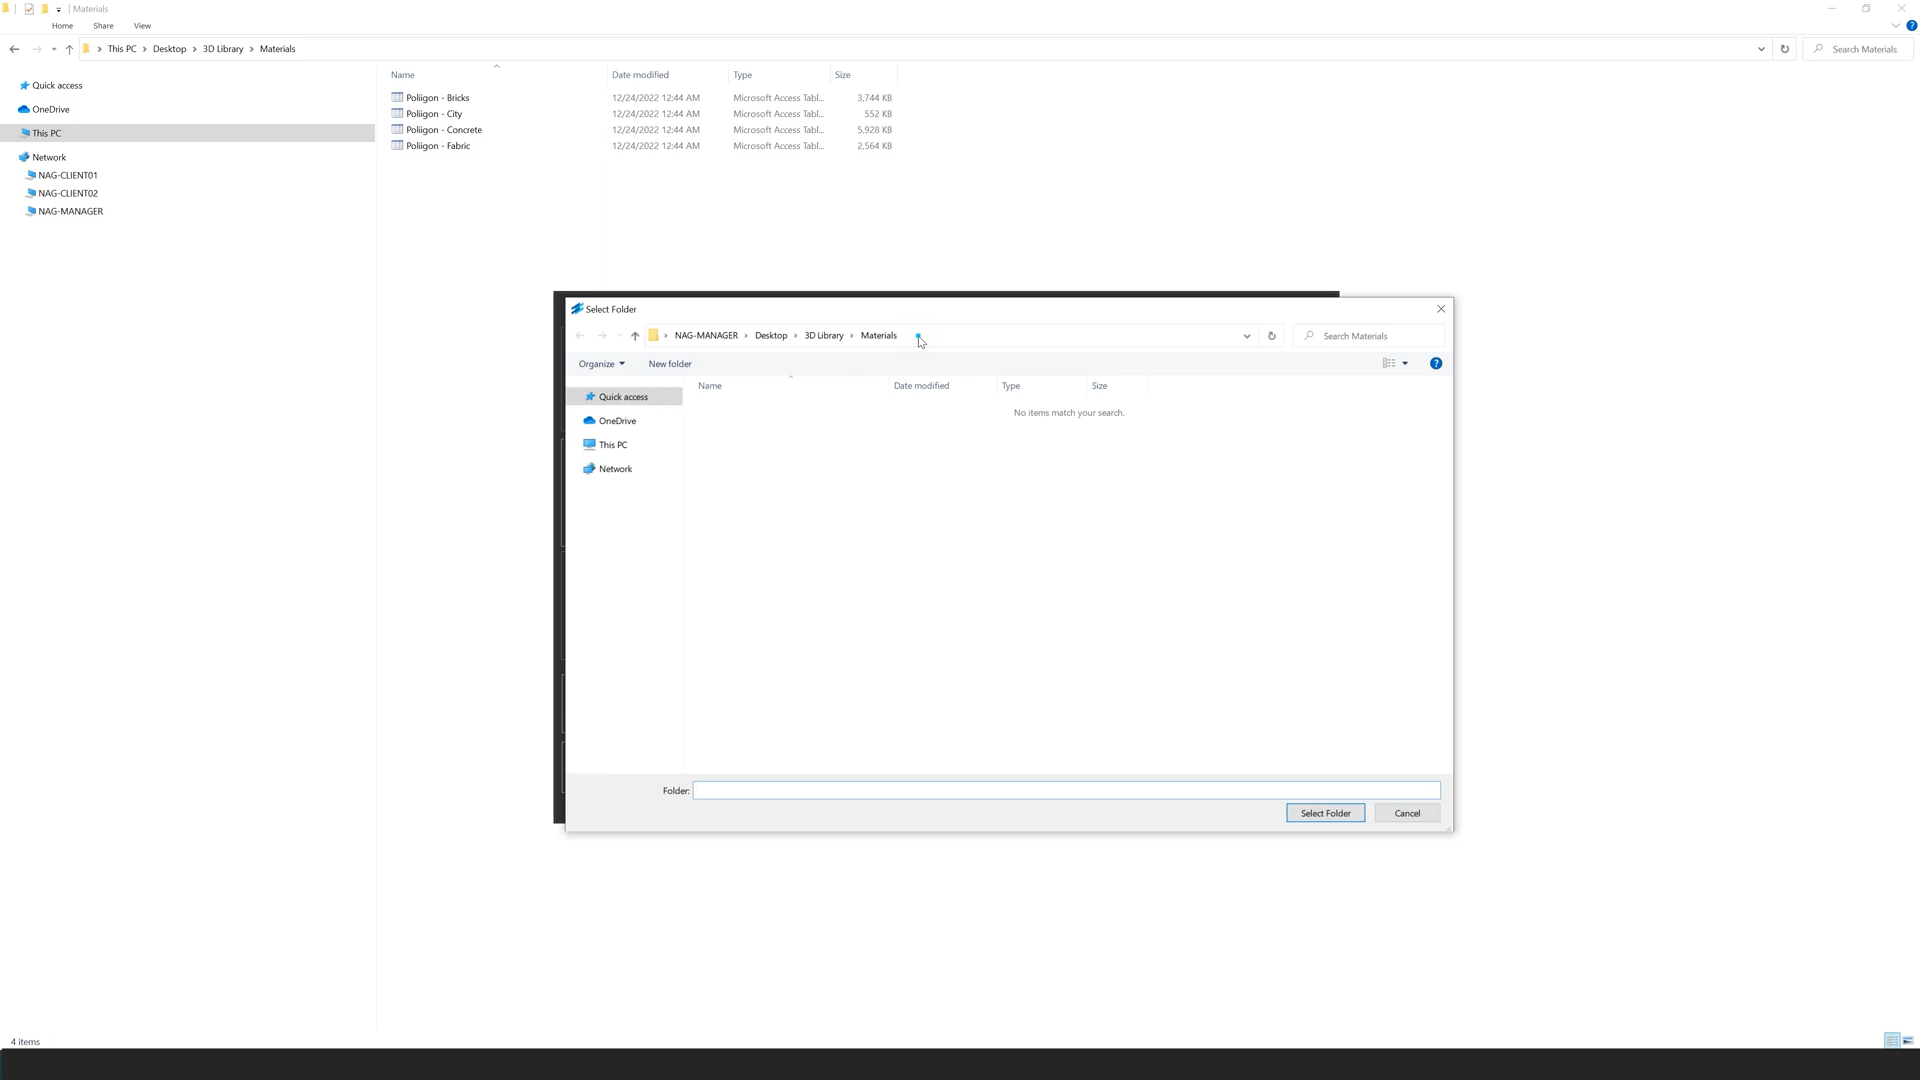 Materials
Home Share View
This PC Desktop 3D Library Materials Search Materials
Name Date modified Type Size
Quick access
OneDrive
This PC
Network
NAG-CLIENT01
NAG-CLIENT02
NAG-MANAGER
Poliigon - Bricks 12/24/2022 12:44 AM Microsoft Access Tabl... 3,744 KB
Poliigon - City 12/24/2022 12:44 AM Microsoft Access Tabl... 552 KB
Poliigon - Concrete 12/24/2022 12:44 AM Microsoft Access Tabl... 5,928 KB
Poliigon - Fabric 12/24/2022 12:44 AM Microsoft Access Tabl... 2,564 KB
Select Folder
NAG-MANAGER Desktop 3D Library Materials Search Materials
Organize New folder
Name Date modified Type Size
Quick access
OneDrive
This PC
Network
No items match your search.
Folder:
Select Folder Cancel
4 items